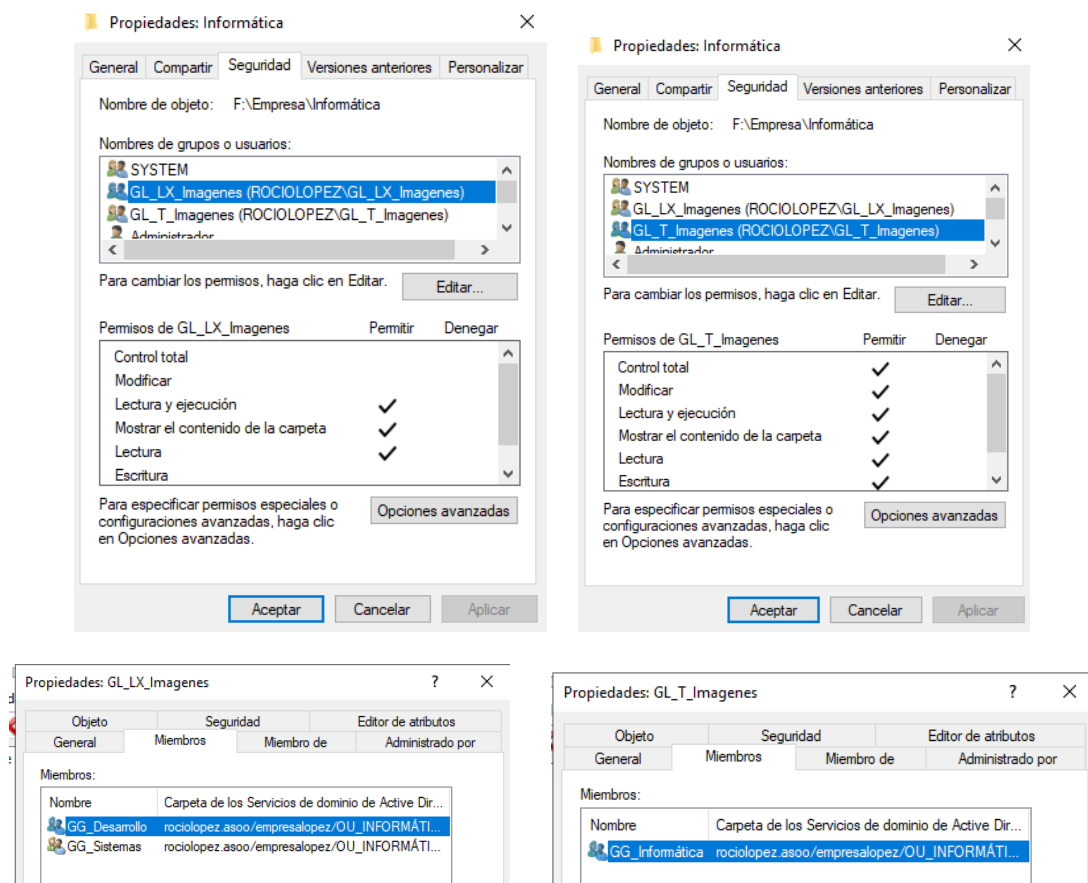 Propiedades: Informática
General Compartir Seguridad Versiones anteriores Personalizar
Nombre de objeto: F:\Empresa\Informática
Nombres de grupos o usuarios:
SYSTEM
GL_LX_Imagenes (ROCIOLOPEZ\GL_LX_Imagenes)
GL_T_Imagenes (ROCIOLOPEZ\GL_T_Imagenes)
Administrador
Para cambiar los permisos, haga clic en Editar.
Editar...
Permisos de GL_LX_Imagenes Permitir Denegar
Control total
Modificar
Lectura y ejecución
Mostrar el contenido de la carpeta
Lectura
Escritura
Para especificar permisos especiales o
configuraciones avanzadas, haga clic
en Opciones avanzadas.
Opciones avanzadas
Aceptar Cancelar Aplicar
Propiedades: Informática
General Compartir Seguridad Versiones anteriores Personalizar
Nombre de objeto: F:\Empresa\Informática
Nombres de grupos o usuarios:
SYSTEM
GL_LX_Imagenes (ROCIOLOPEZ\GL_LX_Imagenes)
GL_T_Imagenes (ROCIOLOPEZ\GL_T_Imagenes)
Administrador
Para cambiar los permisos, haga clic en Editar.
Editar...
Permisos de GL_T_Imagenes Permitir Denegar
Control total
Modificar
Lectura y ejecución
Mostrar el contenido de la carpeta
Lectura
Escritura
Para especificar permisos especiales o
configuraciones avanzadas, haga clic
en Opciones avanzadas.
Opciones avanzadas
Aceptar Cancelar Aplicar
Propiedades: GL_LX_Imagenes ?
Objeto Seguridad Editor de atributos
General Miembros Miembro de Administrado por
Miembros:
Nombre Carpeta de los Servicios de dominio de Active Dir...
GG_Desarrollo rociolopez.asoo/empresalopez/OU_INFORMÁTI...
GG_Sistemas rociolopez.asoo/empresalopez/OU_INFORMÁTI...
Propiedades: GL_T_Imagenes ?
Objeto Seguridad Editor de atributos
General Miembros Miembro de Administrado por
Miembros:
Nombre Carpeta de los Servicios de dominio de Active Dir...
GG_Informática rociolopez.asoo/empresalopez/OU_INFORMÁTI...